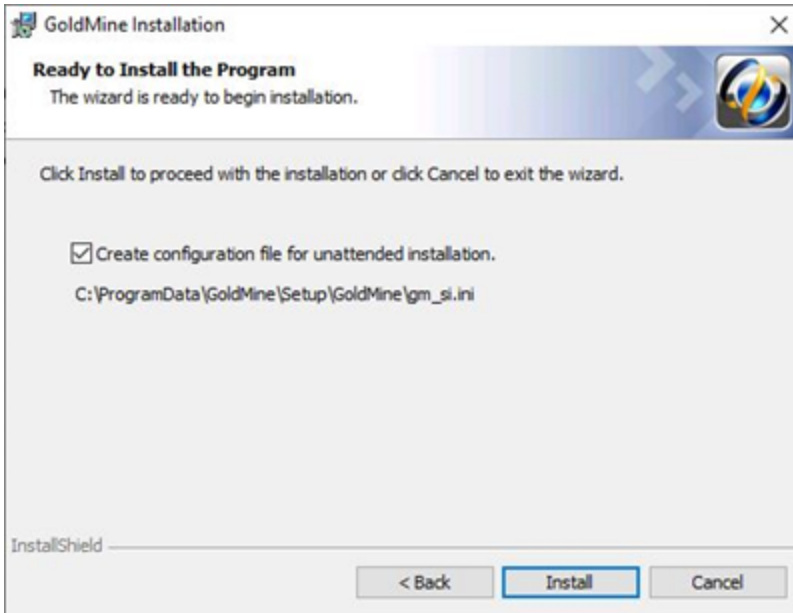 GoldMine Installation
Ready to Install the Program
The wizard is ready to begin installation.
Click Install to proceed with the installation or click Cancel to exit the wizard.
Create configuration file for unattended installation.
C:\ProgramData\GoldMine\Setup\GoldMine\gm_si.ini
InstallShield
< Back
Install
Cancel